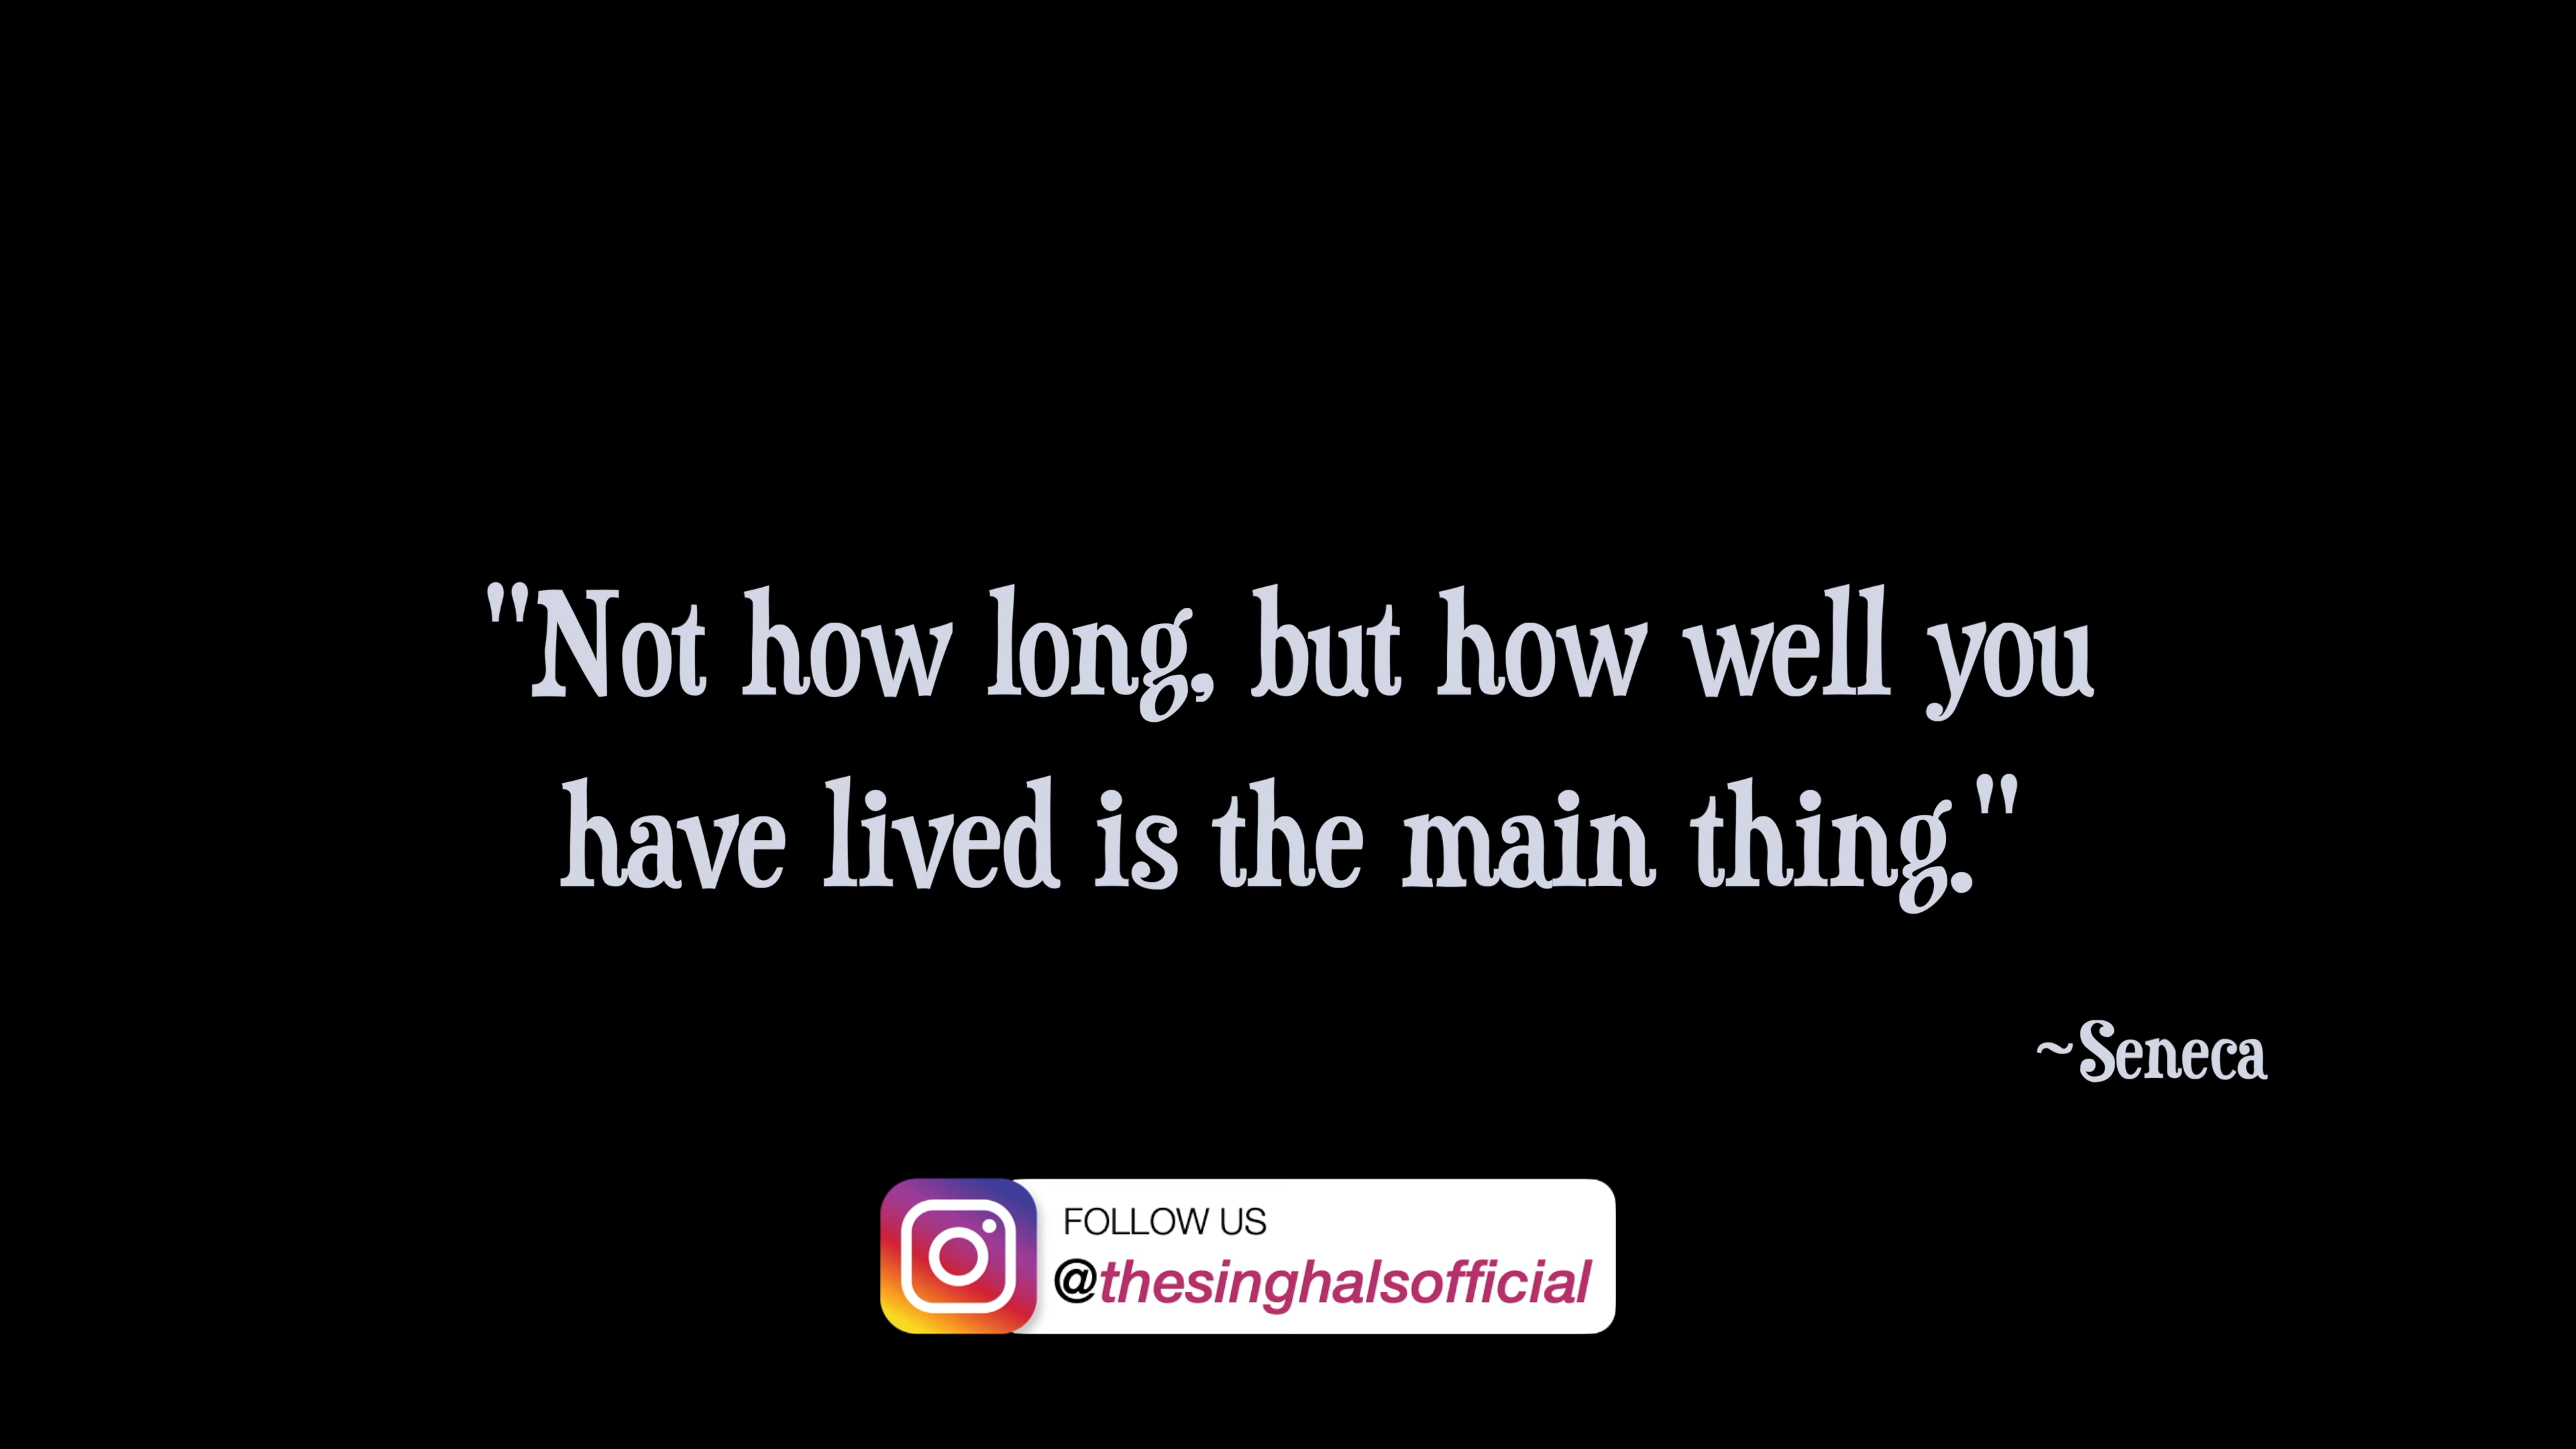 "Not how long, but how well you
have lived is the main thing."
~Seneca
FOLLOW US
@thesinghalsofficial